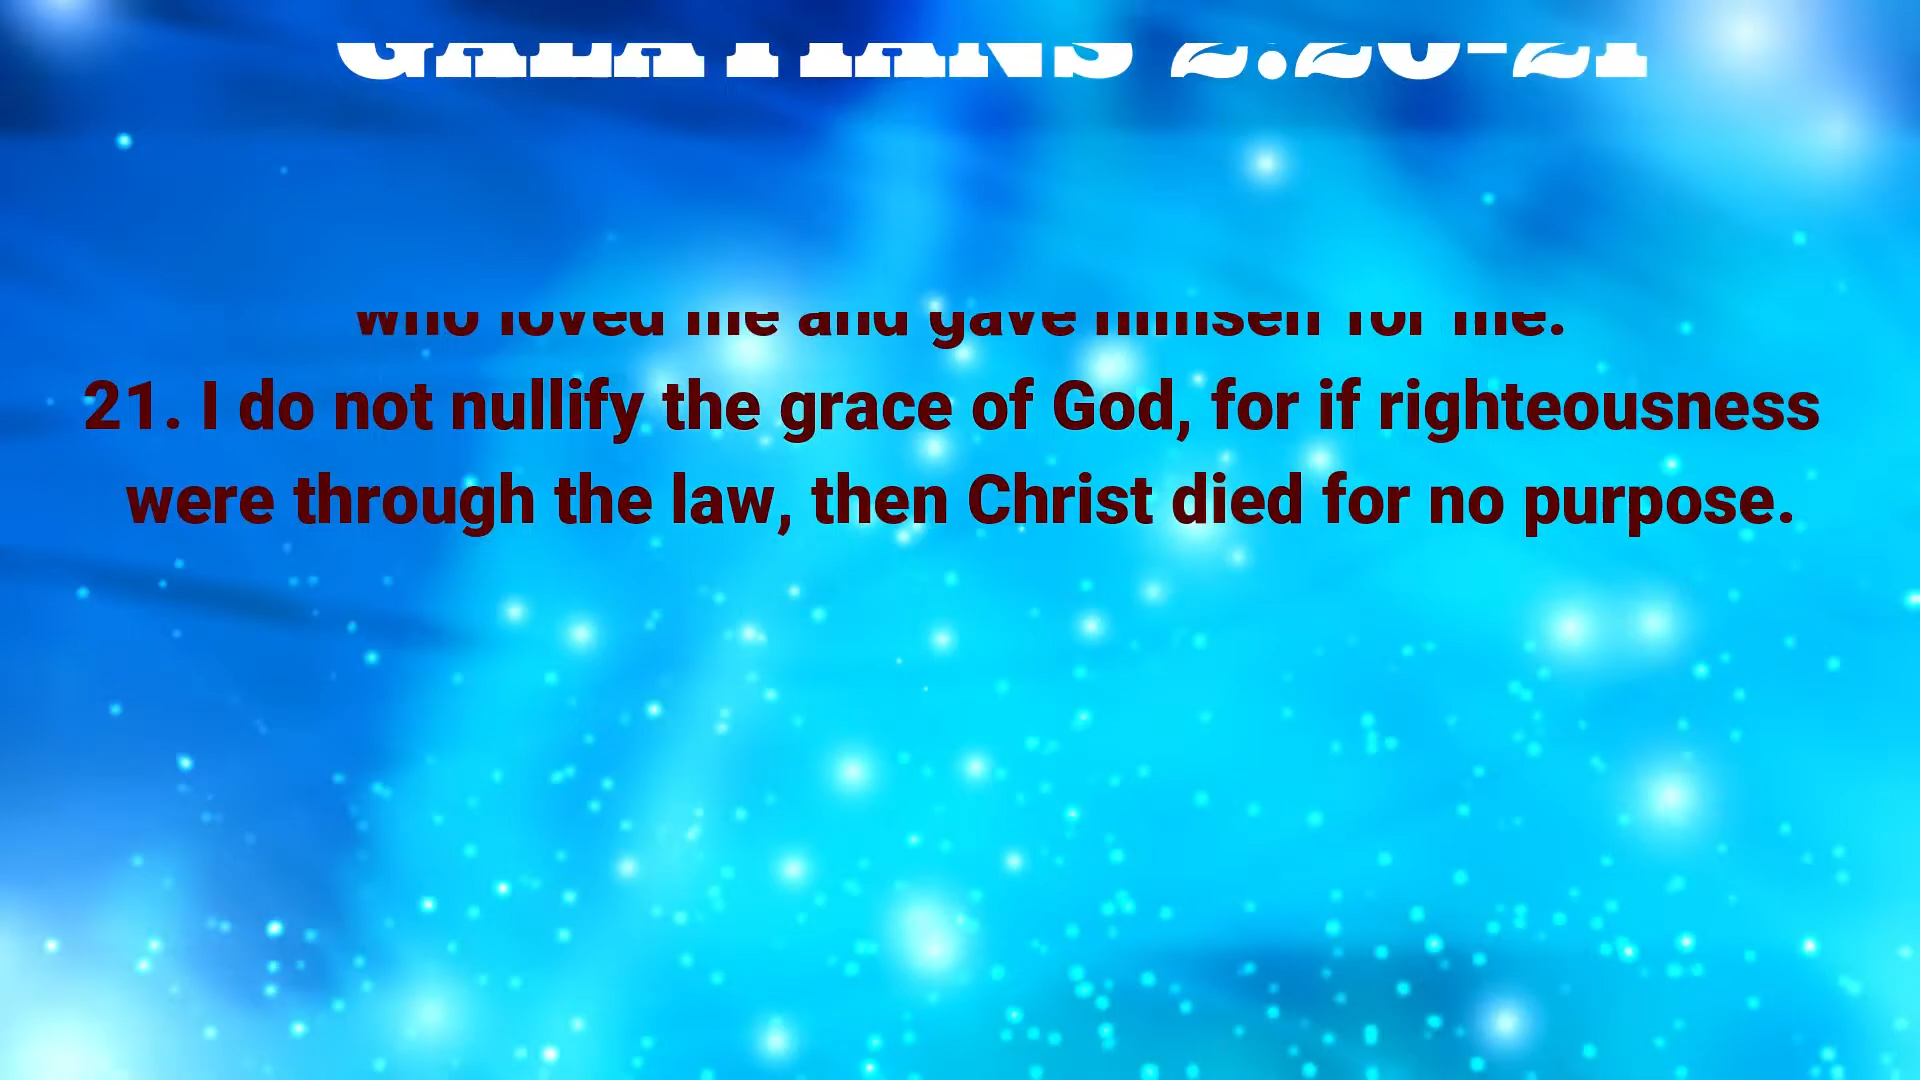 GALATIANS 2:20-21
who loved me and gave himself for me.
21. I do not nullify the grace of God, for if righteousness
were through the law, then Christ died for no purpose.